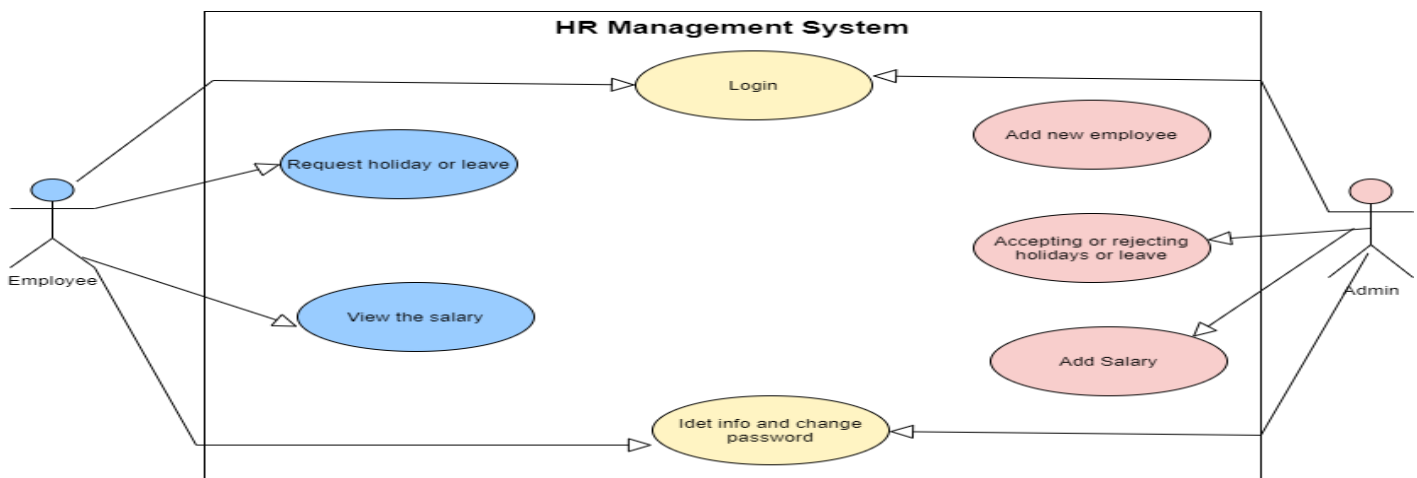 HR Management System
Login
Add new employee
Request holiday or leave
Accepting or rejecting
holidays or leave
Employee
Admin
View the salary
Add Salary
Idet info and change
password